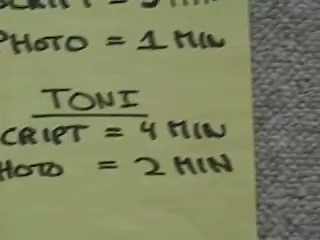 PHOTO = 1 MIN
TONI
CRIPT = 4 MIN
HOTO = 2 MIN